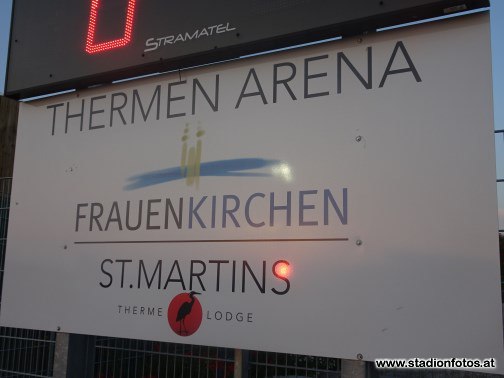 STRAMATEL
THERMEN ARENA
FRAUENKIRCHEN
ST.MARTINS
THERME LODGE
www.stadionfotos.at